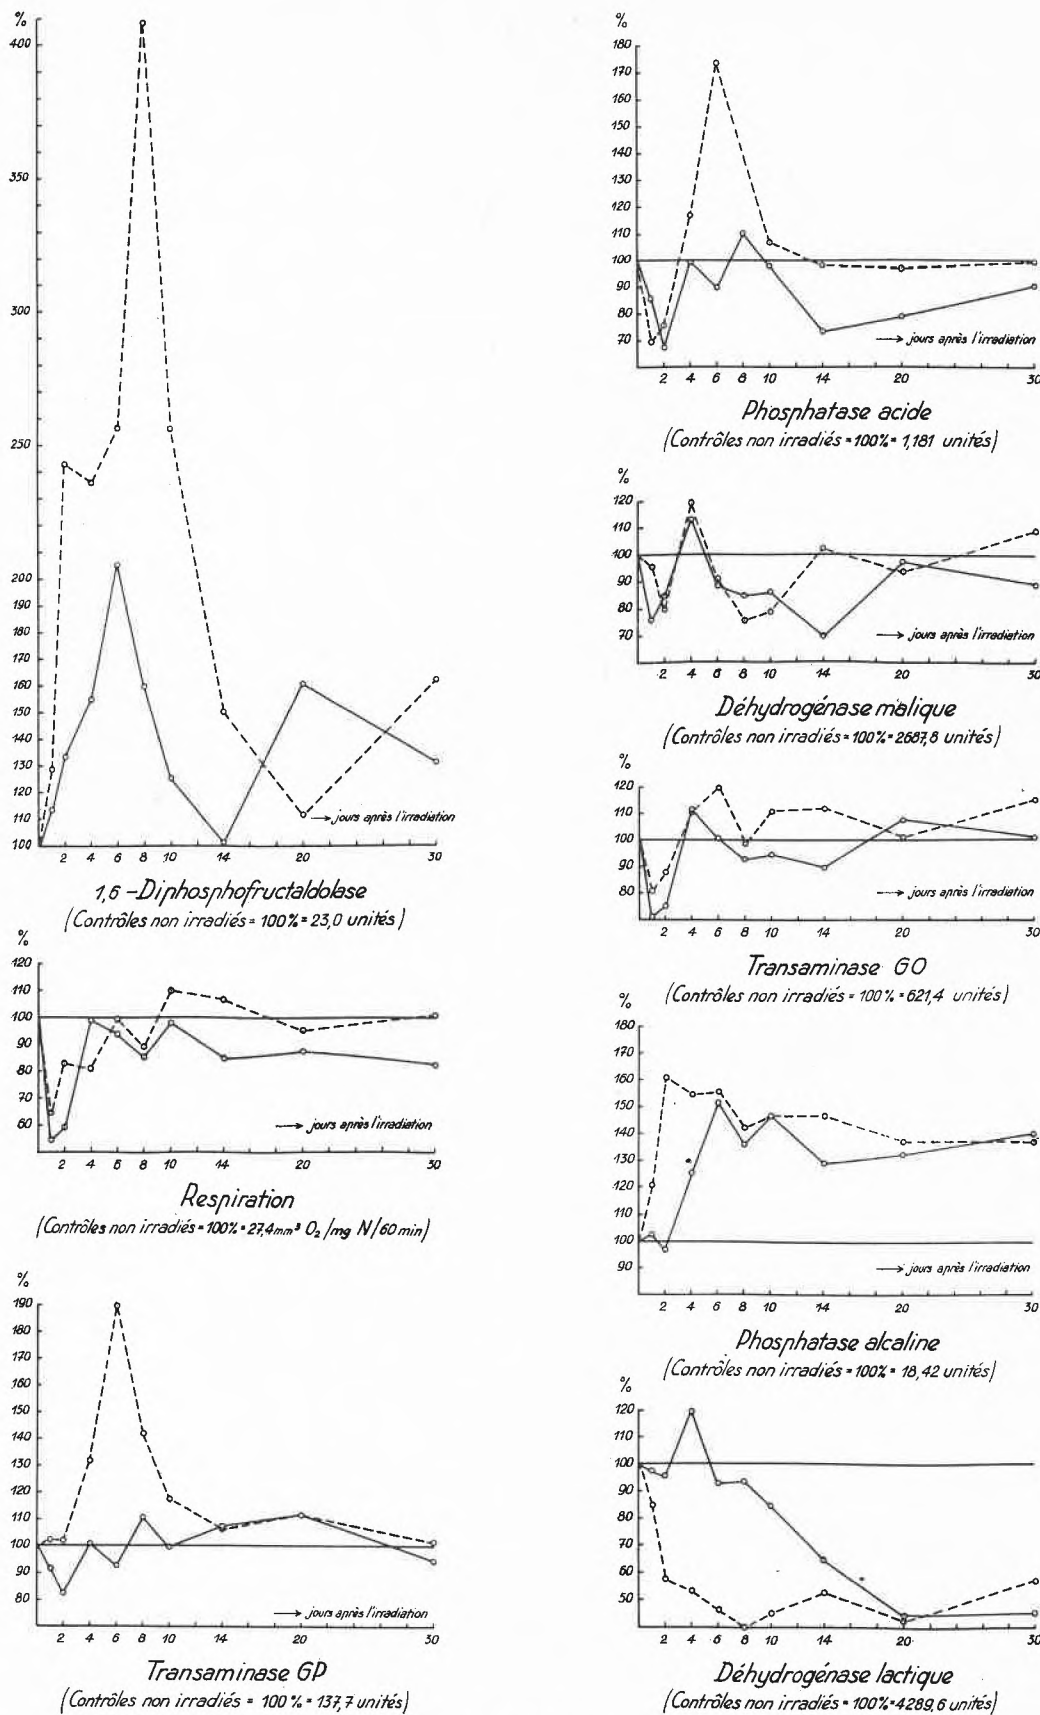 %
400
350
300
250
200
190
180
170
160
150
140
130
120
110
100
→ jours après l'irradiation
2 4 6 8 10 14 20 30
1,6-Diphosphofructaldolase
(Contrôles non irradiés = 100% = 23,0 unités)
%
120
110
100
90
80
70
60
→ jours après l'irradiation
2 4 6 8 10 14 20 30
Respiration
(Contrôles non irradiés = 100% = 27,4 mm³ O₂/mg N/60 min)
%
190
180
170
160
150
140
130
120
110
100
90
80
→ jours après l'irradiation
2 4 6 8 10 14 20 30
Transaminase GP
(Contrôles non irradiés = 100% = 137,7 unités)
%
180
170
160
150
140
130
120
110
100
90
80
70
→ jours après l'irradiation
2 4 6 8 10 14 20 30
Phosphatase acide
(Contrôles non irradiés = 100% = 1,181 unités)
%
120
110
100
90
80
70
→ jours après l'irradiation
2 4 6 8 10 14 20 30
Déhydrogénase malique
(Contrôles non irradiés = 100% = 2687,8 unités)
%
120
110
100
90
80
→ jours après l'irradiation
2 4 6 8 10 14 20 30
Transaminase GO
(Contrôles non irradiés = 100% = 621,4 unités)
%
180
170
160
150
140
130
120
110
100
90
→ jours après l'irradiation
2 4 6 8 10 14 20 30
Phosphatase alcaline
(Contrôles non irradiés = 100% = 18,42 unités)
%
120
110
100
90
80
70
60
50
2 4 6 8 10 14 20 30
Déhydrogénase lactique
(Contrôles non irradiés = 100% = 4289,6 unités)